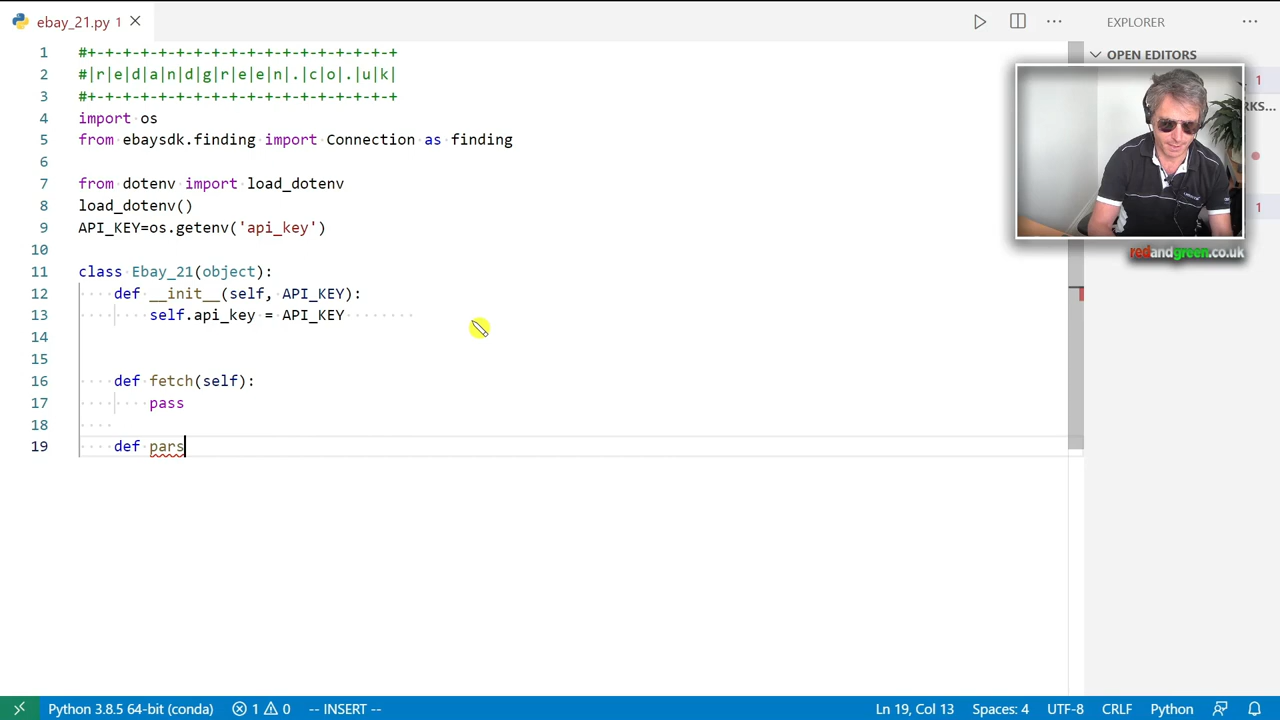 ebay_21.py 1
EXPLORER
OPEN EDITORS
1
RKS...
1
redandgreen.co.uk
1 #+-+-+-+-+-+-+-+-+-+-+-+-+-+-+-+-+-+
2 #|r|e|d|a|n|d|g|r|e|e|n|.|c|o|.|u|k|
3 #+-+-+-+-+-+-+-+-+-+-+-+-+-+-+-+-+-+
4 import os
5 from ebaysdk.finding import Connection as finding
6
7 from dotenv import load_dotenv
8 load_dotenv()
9 API_KEY=os.getenv('api_key')
10
11 class Ebay_21(object):
12 def __init__(self, API_KEY):
13 self.api_key = API_KEY
14
15
16 def fetch(self):
17 pass
18
19 def pars
Python 3.8.5 64-bit (conda) 1 0 -- INSERT -- Ln 19, Col 13 Spaces: 4 UTF-8 CRLF Python